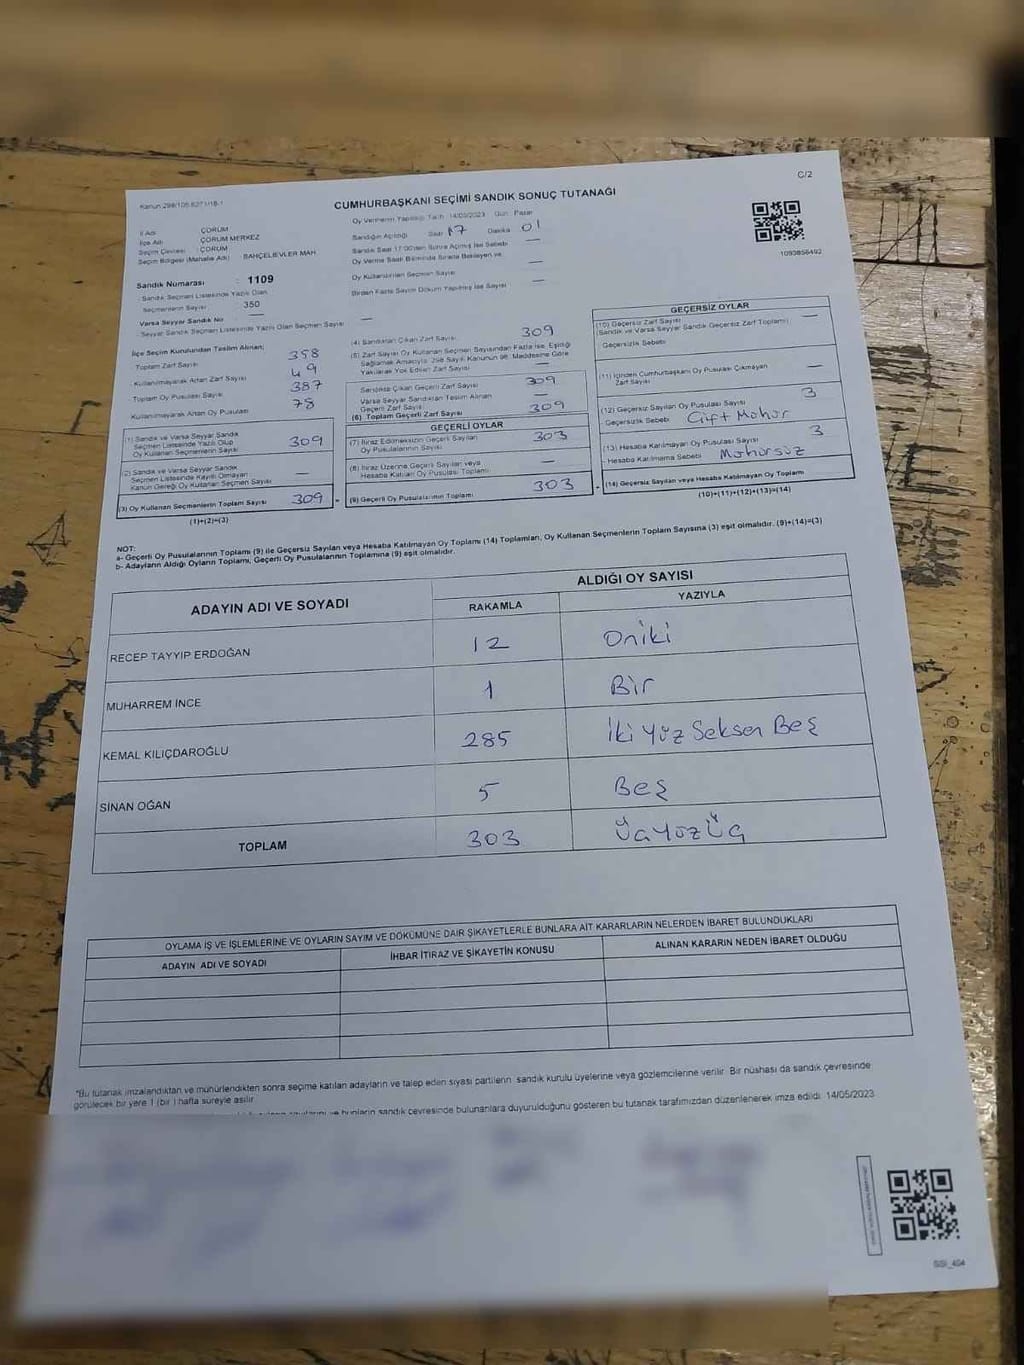 C/2
Kanun 298/105
CUMHURBAŞKANI SEÇİMİ SANDIK SONUÇ TUTANAĞI
Oy Vermenin Yapıldığı Tarih 14/05/2023 Gün Pazar
İl Adı ÇORUM
Sandığın Açıldığı Saat 17 Dakika 01
İlçe Adı ÇORUM MERKEZ
Sandık Saat 17:00'den Sonra Açılmış İse Sebebi —
Seçim Çevresi : ÇORUM
Oy Verme Saati Bitiminde Sırada Bekleyen ve —
Seçim Bölgesi (Mahalle Adı) : BAHÇELİEVLER MAH
Oy Kullandırılan Seçmen Sayısı
1093856492
Birden Fazla Sayım Döküm Yapılmış İse Sayısı —
Sandık Numarası : 1109
Sandık Seçmen Listesinde Yazılı Olan
Seçmenlerin Sayısı : 350
Varsa Seyyar Sandık No —
Seyyar Sandık Seçmen Listesinde Yazılı Olan Seçmen Sayısı —
İlçe Seçim Kurulundan Teslim Alınan;
Toplam Zarf Sayısı 358
Kullanılmayarak Artan Zarf Sayısı 49
Toplam Oy Pusulası Sayısı 387
Kullanılmayarak Artan Oy Pusulası 78
(1) Sandık ve Varsa Seyyar Sandık
Seçmen Listesinde Yazılı Olup
Oy Kullanan Seçmenlerin Sayısı 309
(2) Sandık ve Varsa Seyyar Sandık
Seçmen Listesinde Kaydı Olmayan
Kanun Gereği Oy Kullanan Seçmen Sayısı —
(3) Oy Kullanan Seçmenlerin Toplam Sayısı 309
(1)+(2)=(3)
(4) Sandıktan Çıkan Zarf Sayısı 309
(5) Zarf Sayısı Oy Kullanan Seçmen Sayısından Fazla İse, Eşitliği
Sağlamak Amacıyla, 298 Sayılı Kanunun 98. Maddesine Göre
Yakılarak Yok Edilen Zarf Sayısı —
Sandıkta Çıkan Geçerli Zarf Sayısı 309
Varsa Seyyar Sandıktan Teslim Alınan
Geçerli Zarf Sayısı —
(6) Toplam Geçerli Zarf Sayısı 309
GEÇERLİ OYLAR
(7) İtiraz Edilmeksizin Geçerli Sayılan
Oy Pusulalarının Sayısı 303
(8) İtiraz Üzerine Geçerli Sayılan veya
Hesaba Katılan Oy Pusulası Toplamı —
(9) Geçerli Oy Pusulalarının Toplamı 303
GEÇERSİZ OYLAR
(10) Geçersiz Zarf Sayısı —
(Sandık ve Varsa Seyyar Sandık Geçersiz Zarf Toplamı)
Geçersizlik Sebebi
(11) İçinden Cumhurbaşkanı Oy Pusulası Çıkmayan
Zarf Sayısı —
(12) Geçersiz Sayılan Oy Pusulası Sayısı 3
Geçersizlik Sebebi Çift Mühür
(13) Hesaba Katılmayan Oy Pusulası Sayısı 3
Hesaba Katılmama Sebebi Mühürsüz
(14) Geçersiz Sayılan veya Hesaba Katılmayan Oy Toplamı
(10)+(11)+(12)+(13)=(14)
NOT:
a- Geçerli Oy Pusulalarının Toplamı (9) ile Geçersiz Sayılan veya Hesaba Katılmayan Oy Toplamı (14) Toplamları, Oy Kullanan Seçmenlerin Toplam Sayısına (3) eşit olmalıdır. (9)+(14)=(3)
b- Adayların Aldığı Oyların Toplamı, Geçerli Oy Pusulalarının Toplamına (9) eşit olmalıdır.
ADAYIN ADI VE SOYADI
ALDIĞI OY SAYISI
RAKAMLA YAZIYLA
RECEP TAYYIP ERDOĞAN 12 Oniki
MUHARREM İNCE 1 Bir
KEMAL KILIÇDAROĞLU 285 İki Yüz Seksen Beş
SİNAN OĞAN 5 Beş
TOPLAM 303 ÜçYüzÜç
OYLAMA İŞ VE İŞLEMLERİNE VE OYLARIN SAYIM VE DÖKÜMÜNE DAİR ŞİKAYETLERLE BUNLARA AİT KARARLARIN NELERDEN İBARET BULUNDUKLARI
ADAYIN ADI VE SOYADI İHBAR İTİRAZ VE ŞİKAYETİN KONUSU ALINAN KARARIN NEDEN İBARET OLDUĞU
"Bu tutanak imzalandıktan ve mühürlendikten sonra seçime katılan adayların ve talep eden siyasi partilerin sandık kurulu üyelerine veya gözlemcilerine verilir. Bir nüshası da sandık çevresinde
görülecek bir yere 1 (bir) hafta süreyle asılır.
ve bunların sandık çevresinde bulunanlara duyurulduğunu gösteren bu tutanak tarafımızdan düzenlenerek imza edildi. 14/05/2023
SSI_404